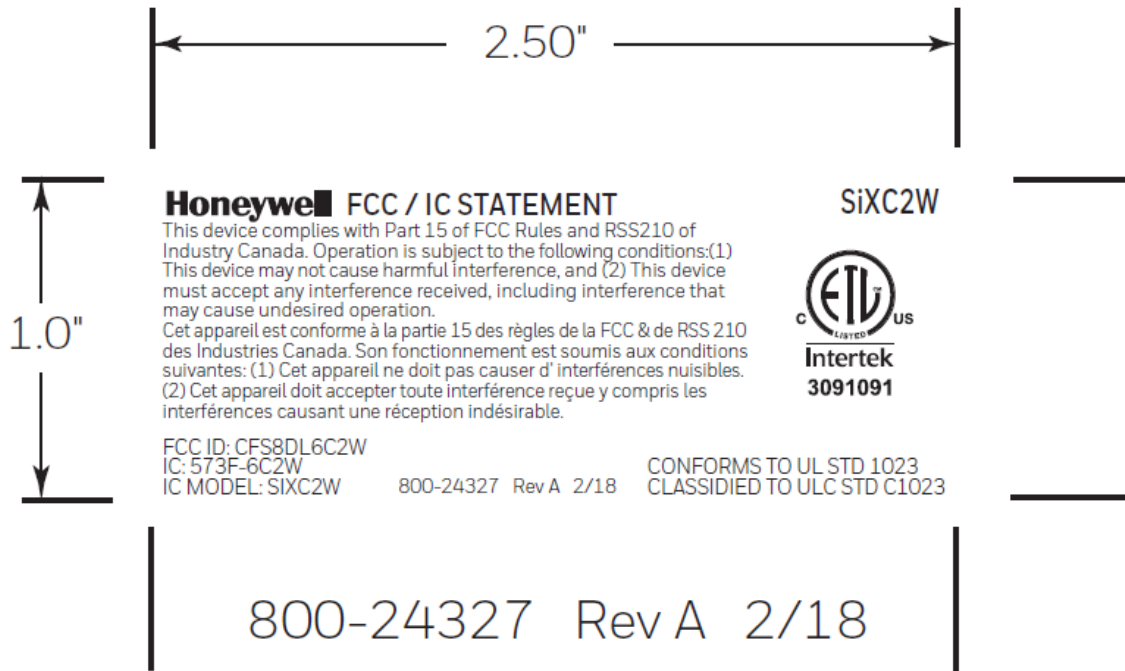 2.50"
Honeywell FCC / IC STATEMENT
SiXC2W
This device complies with Part 15 of FCC Rules and RSS210 of
Industry Canada. Operation is subject to the following conditions:(1)
This device may not cause harmful interference, and (2) This device
must accept any interference received, including interference that
may cause undesired operation.
Cet appareil est conforme à la partie 15 des règles de la FCC & de RSS 210
des Industries Canada. Son fonctionnement est soumis aux conditions
suivantes: (1) Cet appareil ne doit pas causer d' interférences nuisibles.
(2) Cet appareil doit accepter toute interférence reçue y compris les
interférences causant une réception indésirable.
1.0"
ETL TM
C US
LISTED
Intertek
3091091
FCC ID: CFS8DL6C2W
IC: 573F-6C2W
IC MODEL: SIXC2W
800-24327 Rev A 2/18
CONFORMS TO UL STD 1023
CLASSIDIED TO ULC STD C1023
800-24327 Rev A 2/18